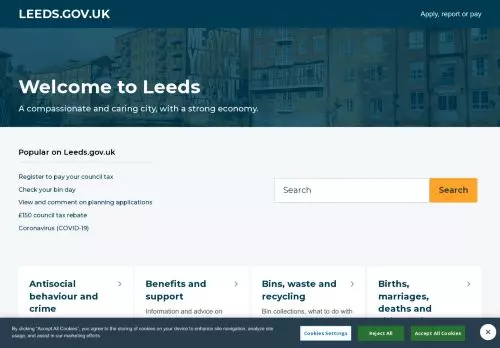 LEEDS.GOV.UK
Apply, report or pay
Welcome to Leeds
A compassionate and caring city, with a strong economy.
Popular on Leeds.gov.uk
Register to pay your council tax
Check your bin day
View and comment on planning applications
£150 council tax rebate
Coronavirus (COVID-19)
Search
Search
Antisocial
behaviour and
crime
Benefits and
support
Information and advice on
Bins, waste and
recycling
Bin collections, what to do with
Births,
marriages,
deaths and
By clicking "Accept All Cookies", you agree to the storing of cookies on your device to enhance site navigation, analyze site
usage, and assist in our marketing efforts.
Cookies Settings
Reject All
Accept All Cookies